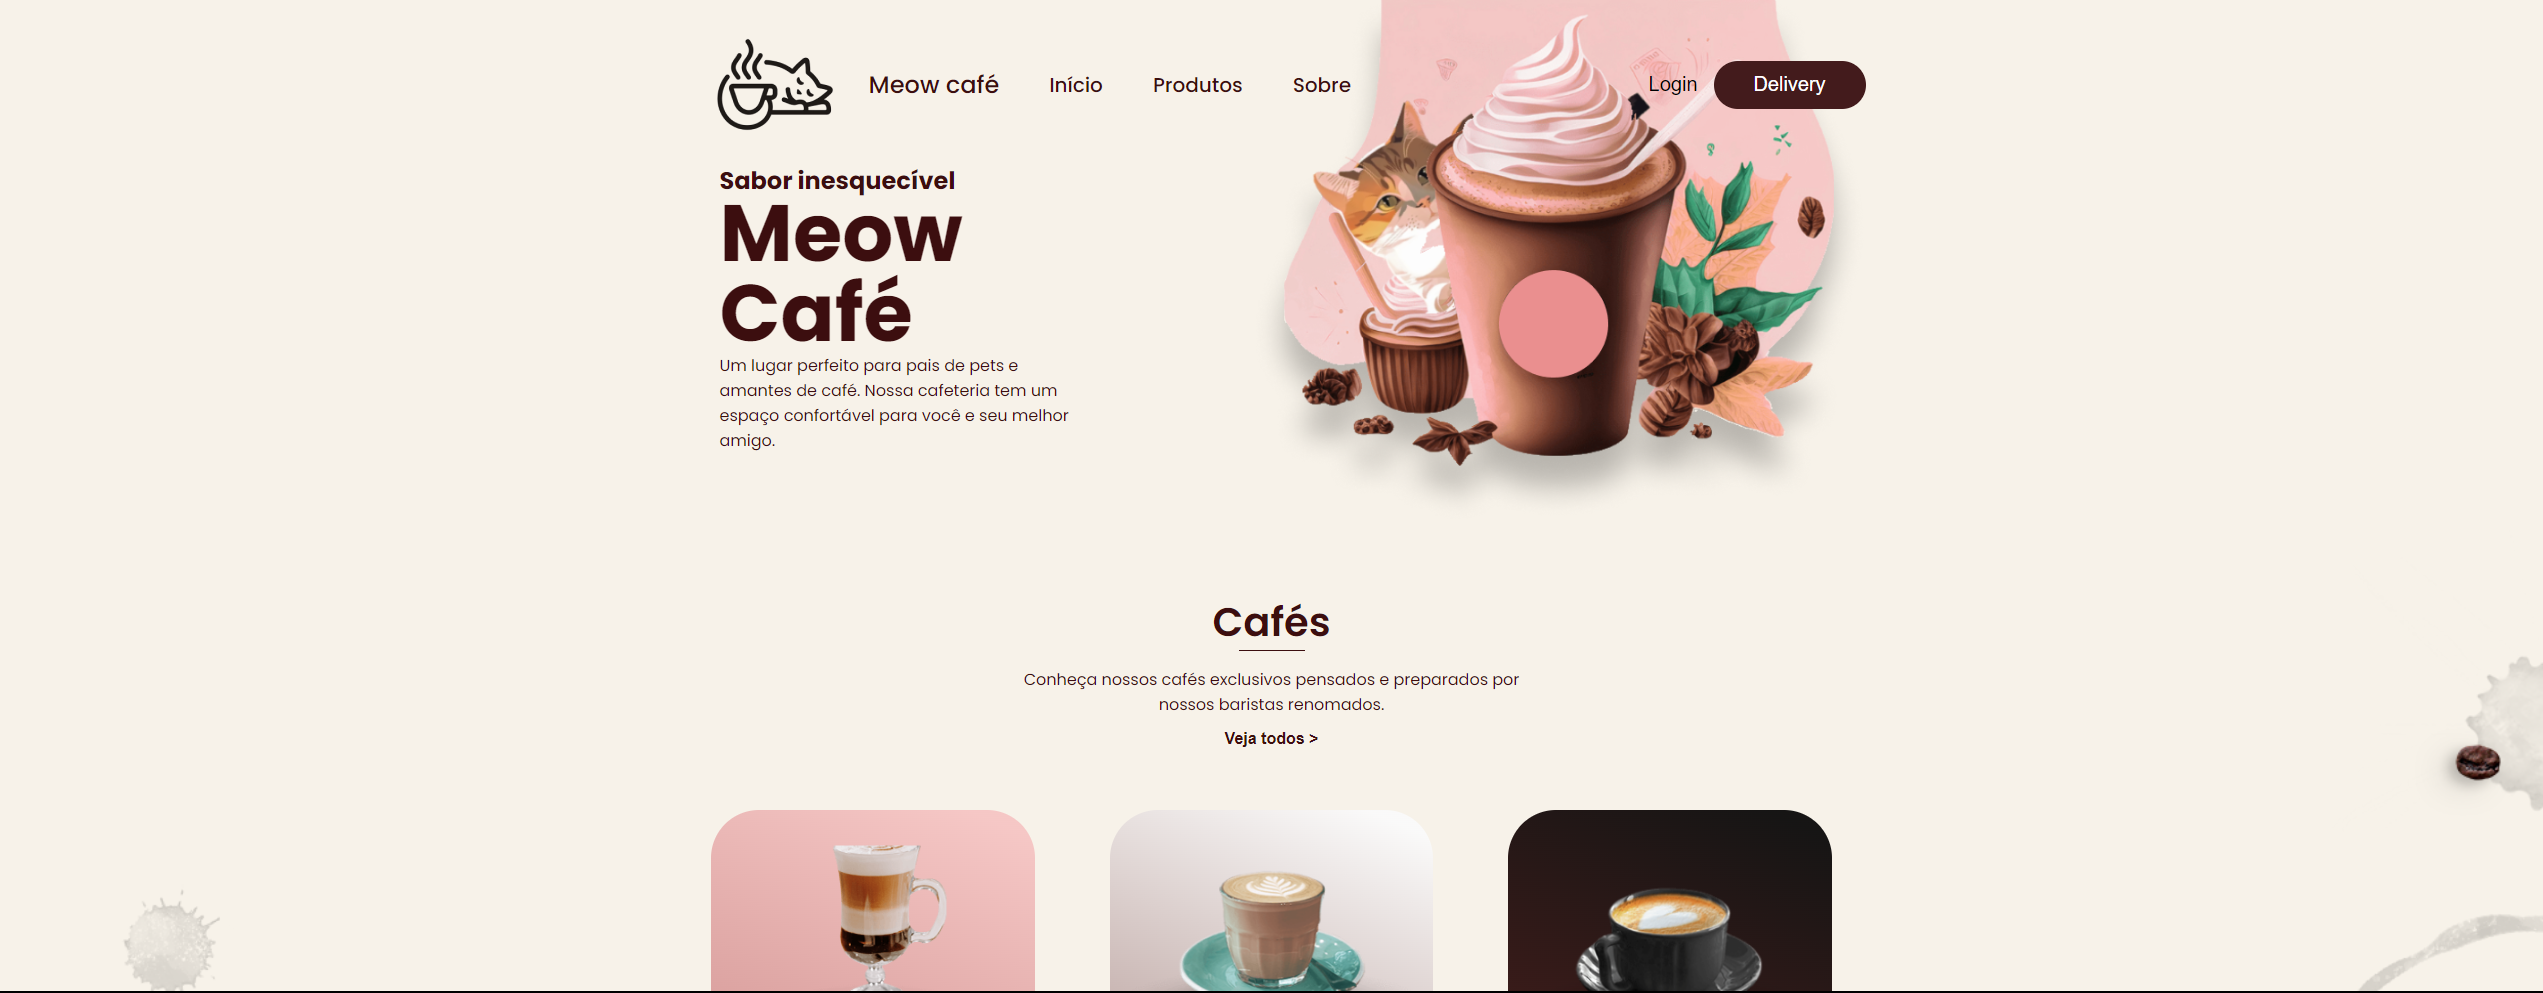 Meow café
Início
Produtos
Sobre
Login
Delivery
Sabor inesquecível
Meow
Café
Um lugar perfeito para pais de pets e
amantes de café. Nossa cafeteria tem um
espaço confortável para você e seu melhor
amigo.
Cafés
Conheça nossos cafés exclusivos pensados e preparados por
nossos baristas renomados.
Veja todos >